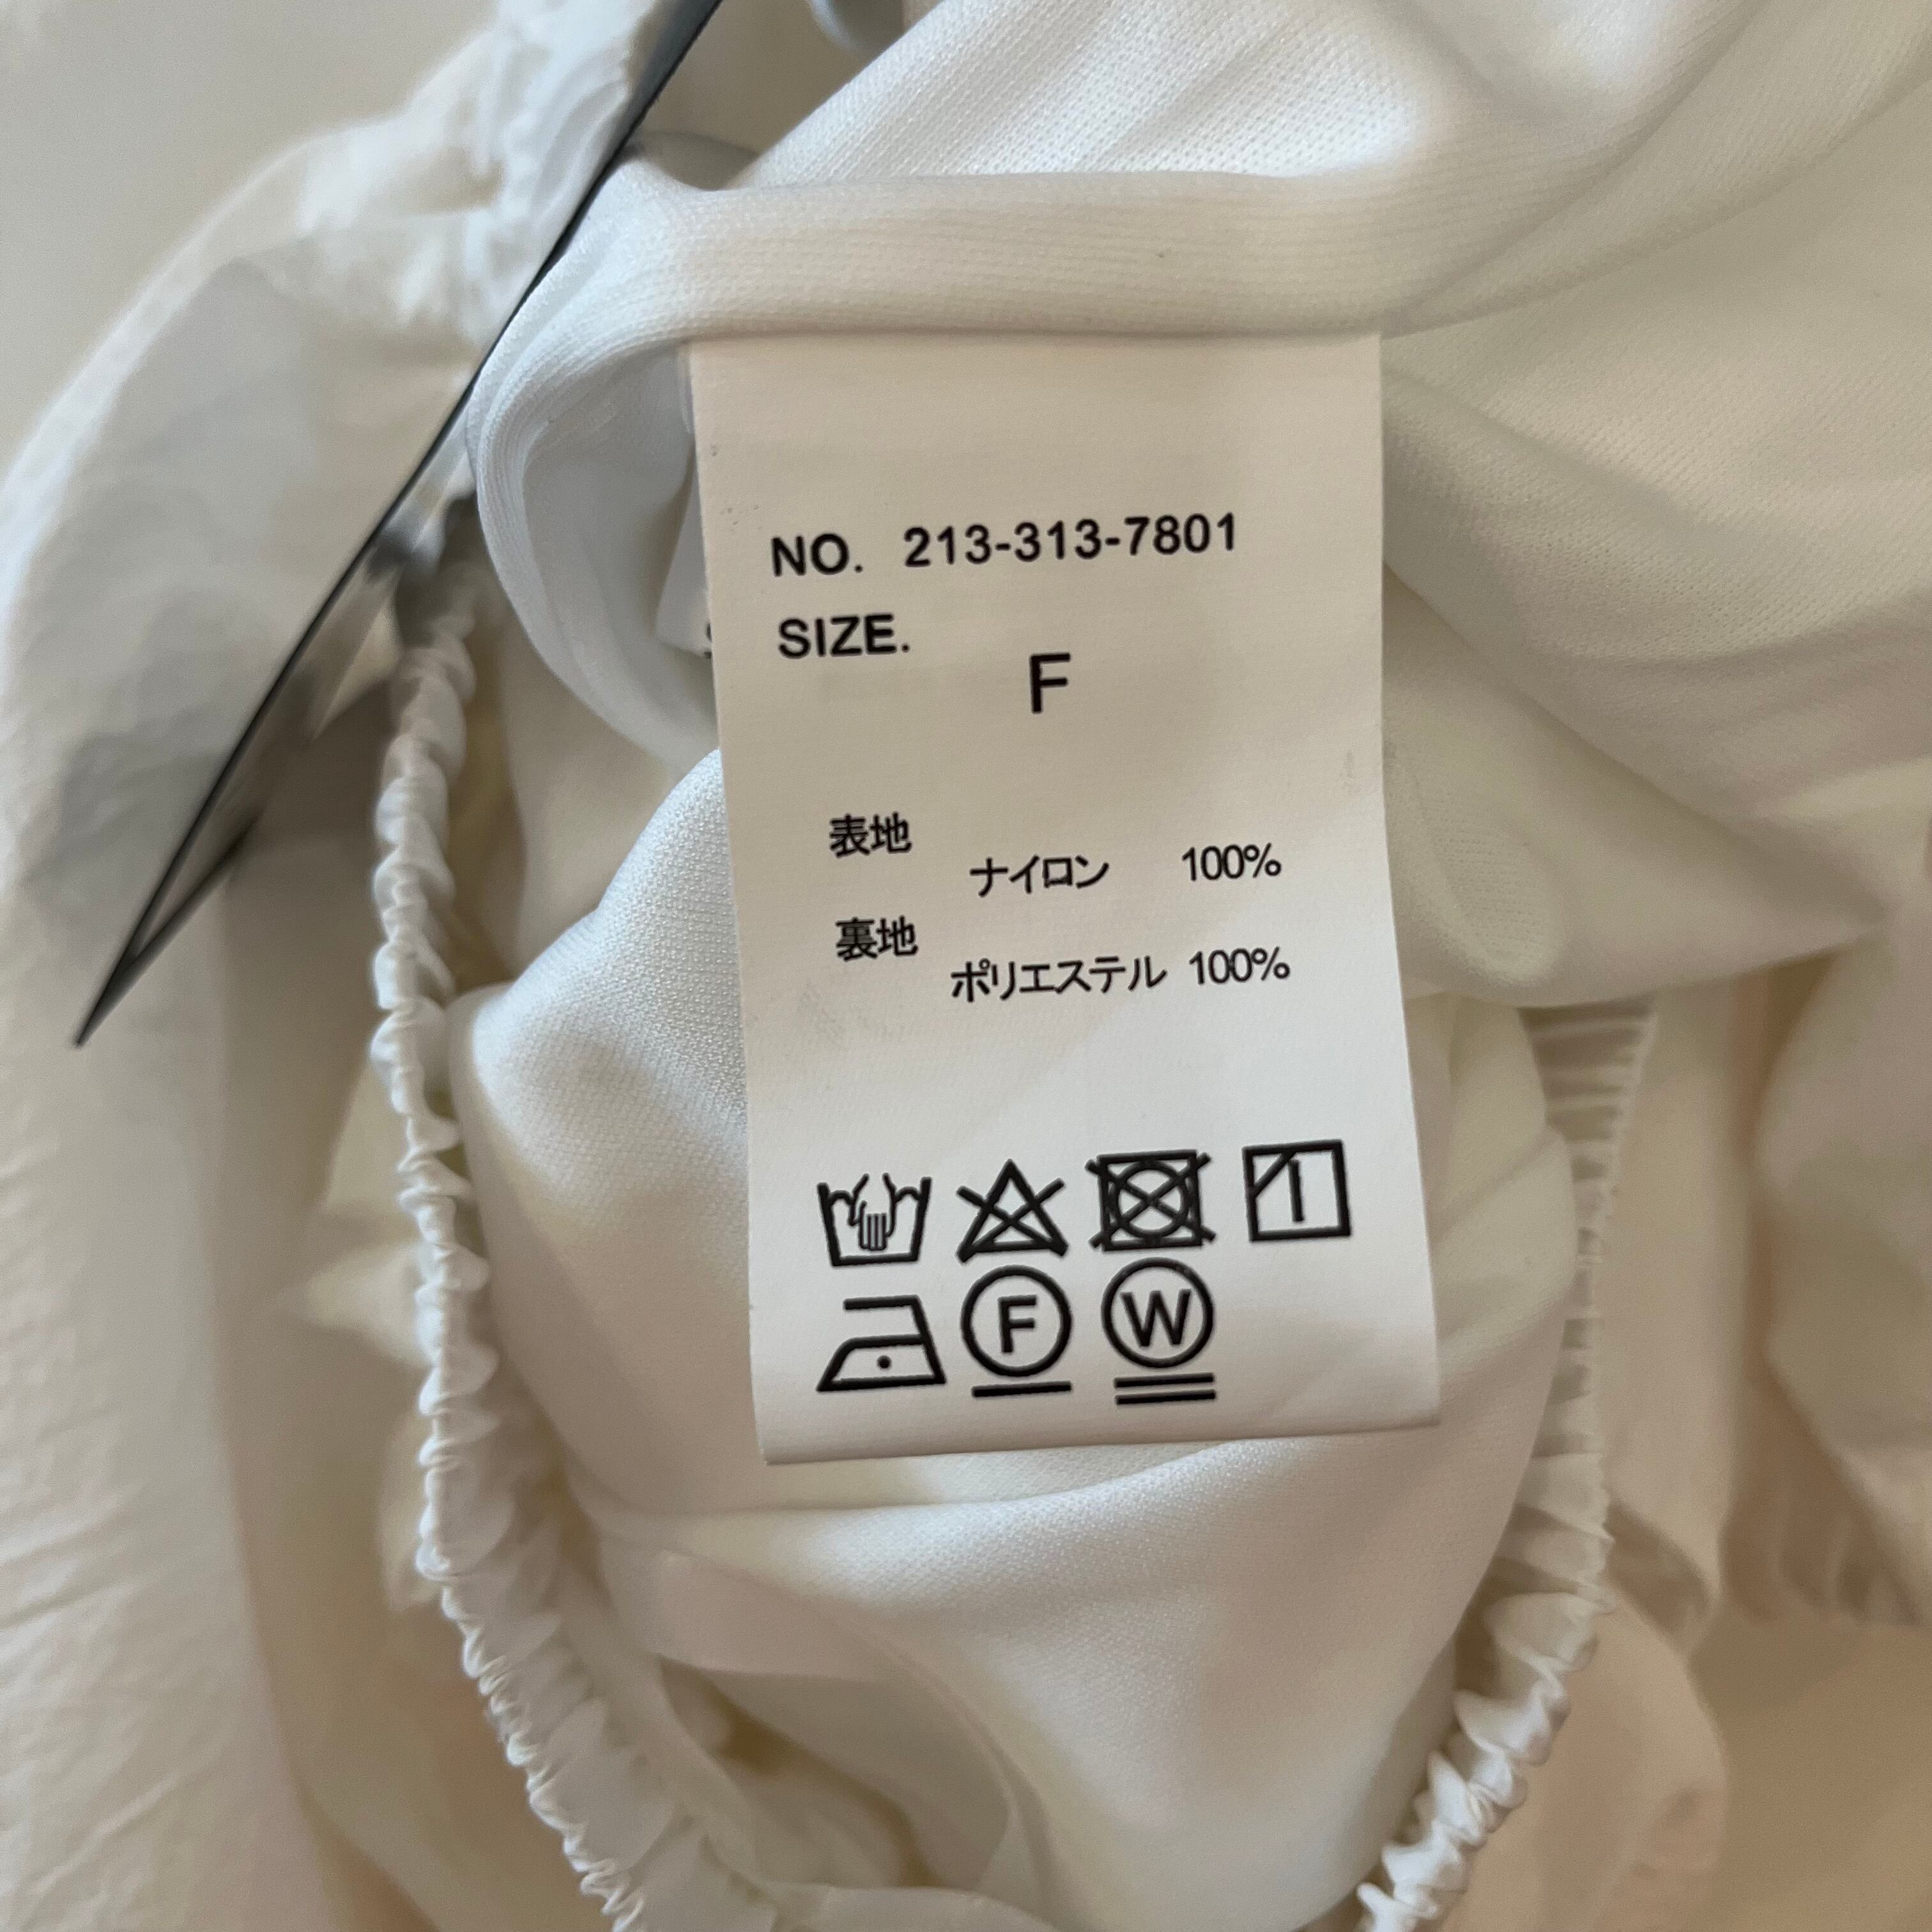 NO. 213-313-7801
SIZE.
F
表地
ナイロン 100%
裏地
ポリエステル 100%
F W